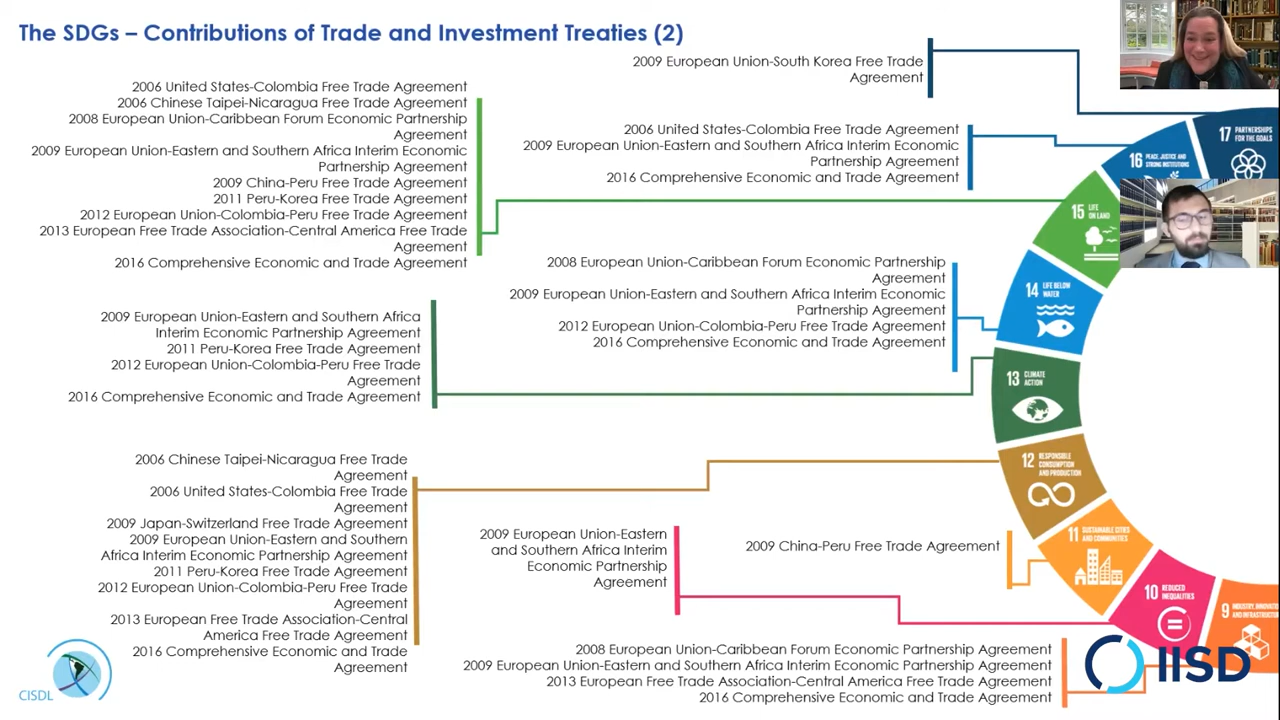 The SDGs – Contributions of Trade and Investment Treaties (2)
2006 United States-Colombia Free Trade Agreement
2006 Chinese Taipei-Nicaragua Free Trade Agreement
2008 European Union-Caribbean Forum Economic Partnership
Agreement
2009 European Union-Eastern and Southern Africa Interim Economic
Partnership Agreement
2009 China-Peru Free Trade Agreement
2011 Peru-Korea Free Trade Agreement
2012 European Union-Colombia-Peru Free Trade Agreement
2013 European Free Trade Association-Central America Free Trade
Agreement
2016 Comprehensive Economic and Trade Agreement
2009 European Union-South Korea Free Trade
Agreement
2006 United States-Colombia Free Trade Agreement
2009 European Union-Eastern and Southern Africa Interim Economic
Partnership Agreement
2016 Comprehensive Economic and Trade Agreement
2008 European Union-Caribbean Forum Economic Partnership
Agreement
2009 European Union-Eastern and Southern Africa Interim Economic
Partnership Agreement
2012 European Union-Colombia-Peru Free Trade Agreement
2016 Comprehensive Economic and Trade Agreement
2009 European Union-Eastern and Southern Africa
Interim Economic Partnership Agreement
2011 Peru-Korea Free Trade Agreement
2012 European Union-Colombia-Peru Free Trade
Agreement
2016 Comprehensive Economic and Trade Agreement
2006 Chinese Taipei-Nicaragua Free Trade
Agreement
2006 United States-Colombia Free Trade
Agreement
2009 Japan-Switzerland Free Trade Agreement
2009 European Union-Eastern and Southern
Africa Interim Economic Partnership Agreement
2011 Peru-Korea Free Trade Agreement
2012 European Union-Colombia-Peru Free Trade
Agreement
2013 European Free Trade Association-Central
America Free Trade Agreement
2016 Comprehensive Economic and Trade
Agreement
2009 European Union-Eastern
and Southern Africa Interim
Economic Partnership
Agreement
2009 China-Peru Free Trade Agreement
2008 European Union-Caribbean Forum Economic Partnership Agreement
2009 European Union-Eastern and Southern Africa Interim Economic Partnership Agreement
2013 European Free Trade Association-Central America Free Trade Agreement
2016 Comprehensive Economic and Trade Agreement
17 PARTNERSHIPS
FOR THE GOALS
16 PEACE, JUSTICE AND
STRONG INSTITUTIONS
15 LIFE
ON LAND
14 LIFE BELOW
WATER
13 CLIMATE
ACTION
12 RESPONSIBLE
CONSUMPTION
AND PRODUCTION
11 SUSTAINABLE CITIES
AND COMMUNITIES
10 REDUCED
INEQUALITIES
9 INDUSTRY,
CISDL
IISD